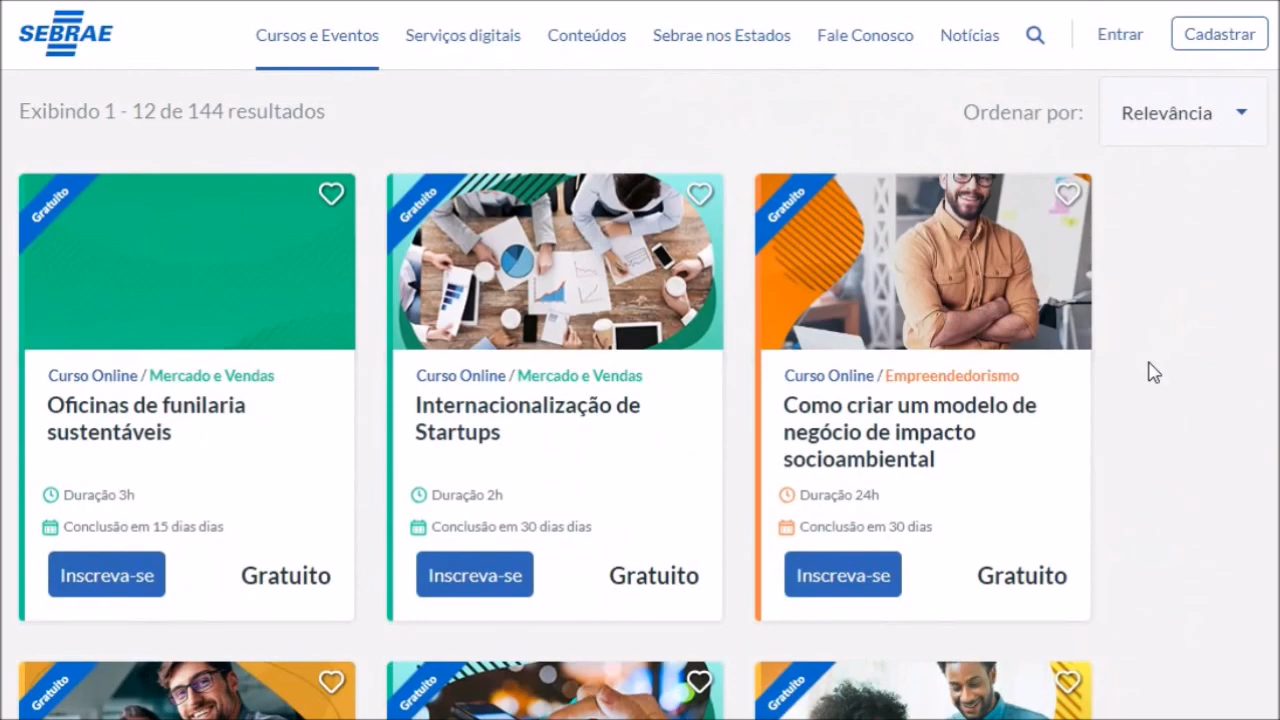 SEBRAE
Cursos e Eventos
Serviços digitais
Conteúdos
Sebrae nos Estados
Fale Conosco
Notícias
Entrar
Cadastrar
Exibindo 1 - 12 de 144 resultados
Ordenar por:
Relevância
Gratuito
Curso Online / Mercado e Vendas
Oficinas de funilaria
sustentáveis
Duração 3h
Conclusão em 15 dias dias
Inscreva-se
Gratuito
Gratuito
Curso Online / Mercado e Vendas
Internacionalização de
Startups
Duração 2h
Conclusão em 30 dias dias
Inscreva-se
Gratuito
Gratuito
Curso Online / Empreendedorismo
Como criar um modelo de
negócio de impacto
socioambiental
Duração 24h
Conclusão em 30 dias
Inscreva-se
Gratuito
Gratuito
Gratuito
Gratuito